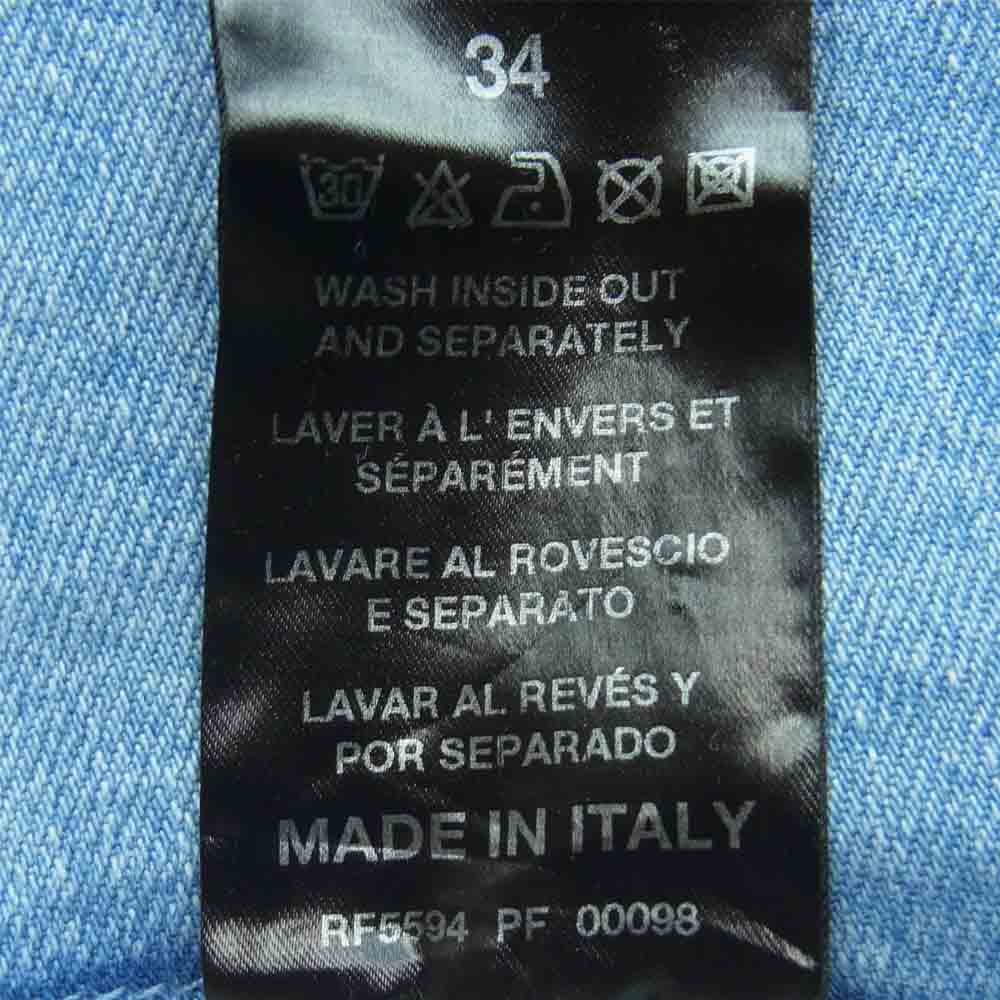 34
30
WASH INSIDE OUT
AND SEPARATELY
LAVER À L' ENVERS ET
SÉPARÉMENT
LAVARE AL ROVESCIO
E SEPARATO
LAVAR AL REVÉS Y
POR SEPARADO
MADE IN ITALY
RF5594 PF 00098